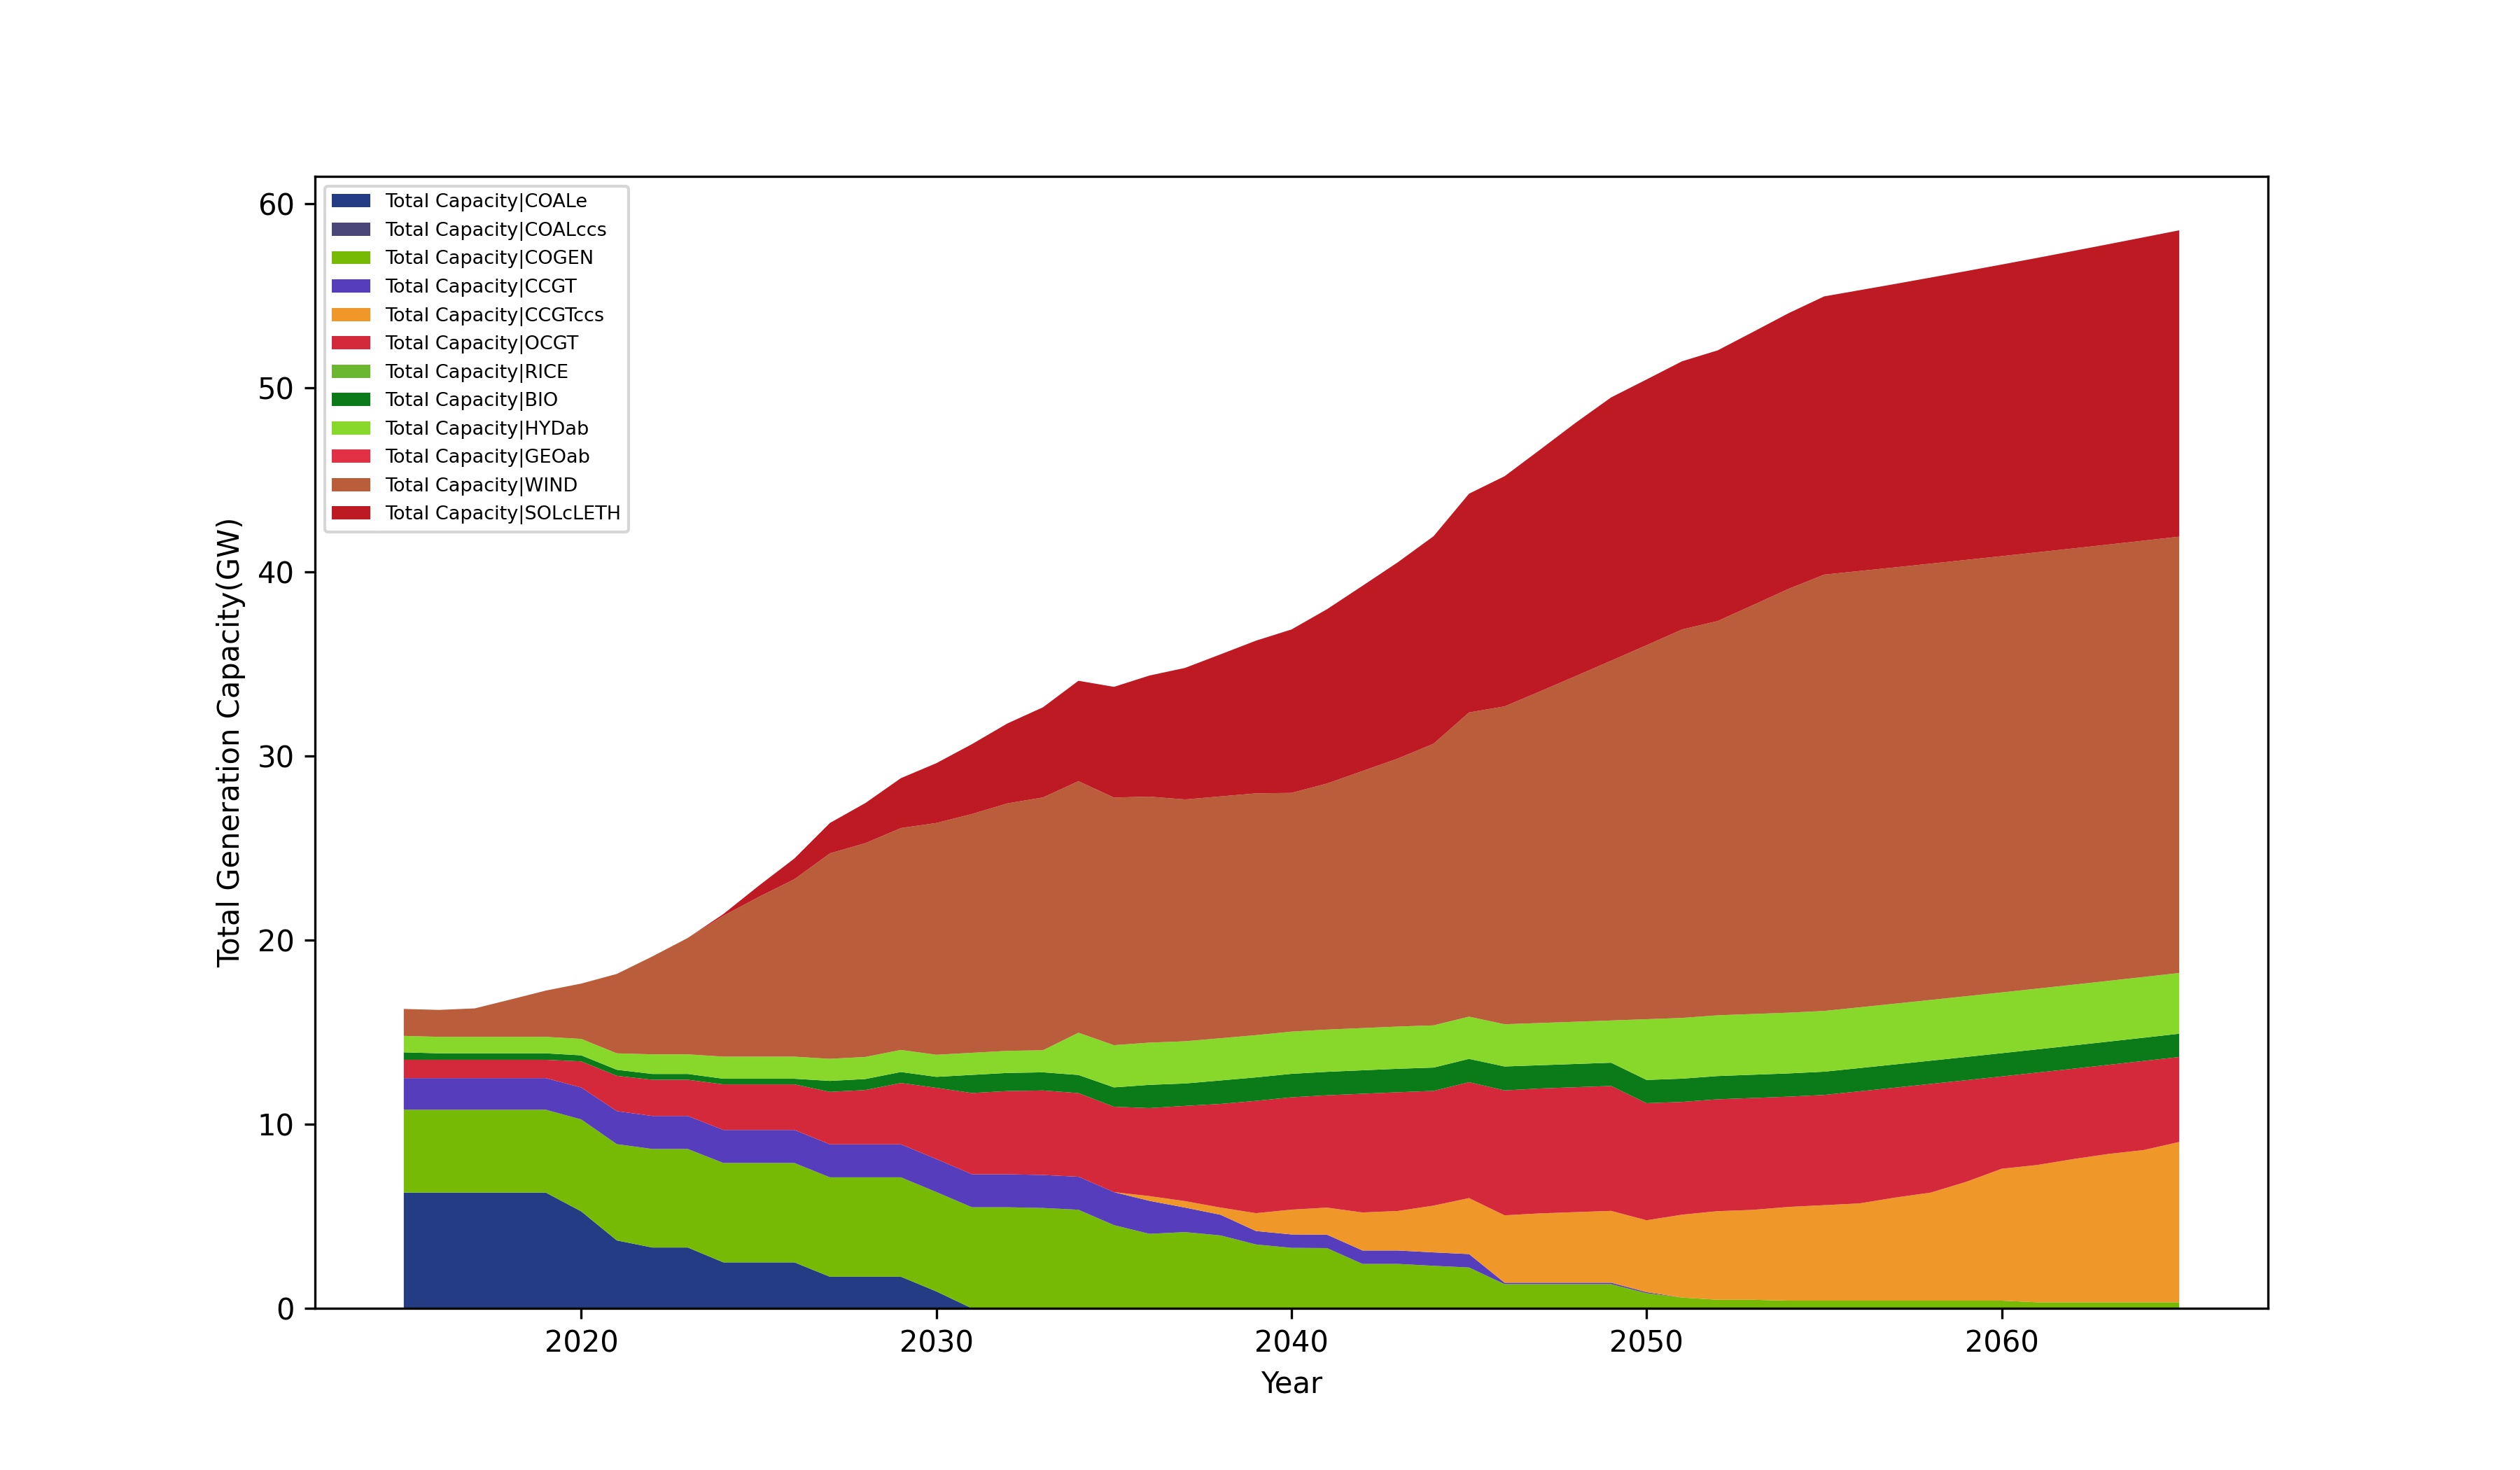 Total Capacity|COALe
Total Capacity|COALccs
Total Capacity|COGEN
Total Capacity|CCGT
Total Capacity|CCGTccs
Total Capacity|OCGT
Total Capacity|RICE
Total Capacity|BIO
Total Capacity|HYDab
Total Capacity|GEOab
Total Capacity|WIND
Total Capacity|SOLcLETH
Total Generation Capacity(GW)
60
50
40
30
20
10
0
2020 2030 2040 2050 2060
Year